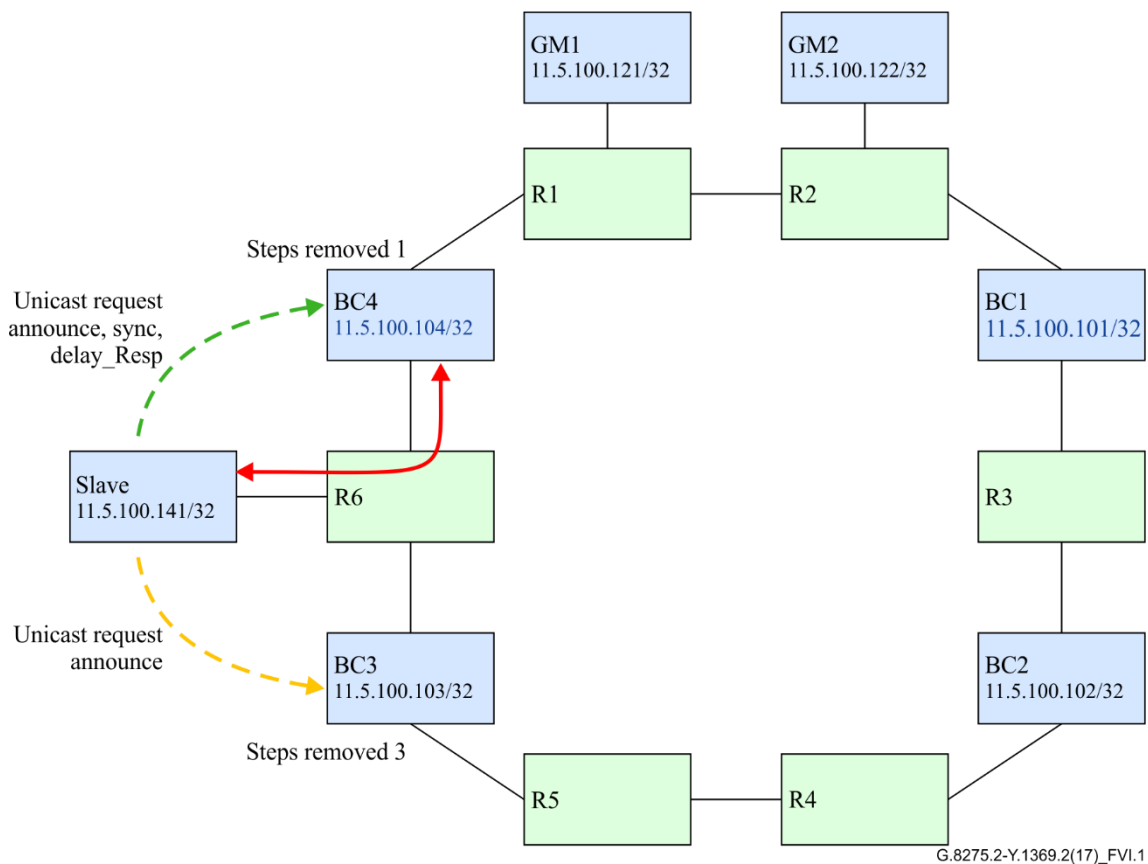 GM1
11.5.100.121/32
GM2
11.5.100.122/32
R1
R2
Steps removed 1
Unicast request
announce, sync,
delay_Resp
BC4
11.5.100.104/32
BC1
11.5.100.101/32
Slave
11.5.100.141/32
R6
R3
Unicast request
announce
BC3
11.5.100.103/32
BC2
11.5.100.102/32
Steps removed 3
R5
R4
G.8275.2-Y.1369.2(17)_FVI.1